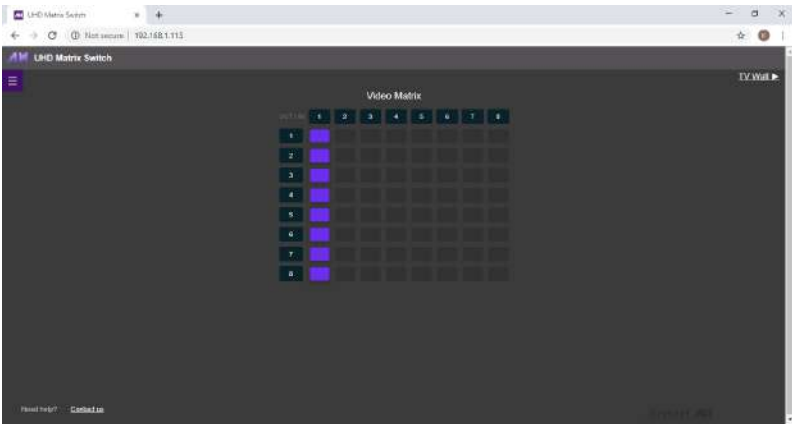 UHD Matrix Switch
Not secure | 192.168.1.115
UHD Matrix Switch
TV Wall ▶
Video Matrix
1 2 3 4 5 6 7 8
1
2
3
4
5
6
7
8
Need help? Contact us